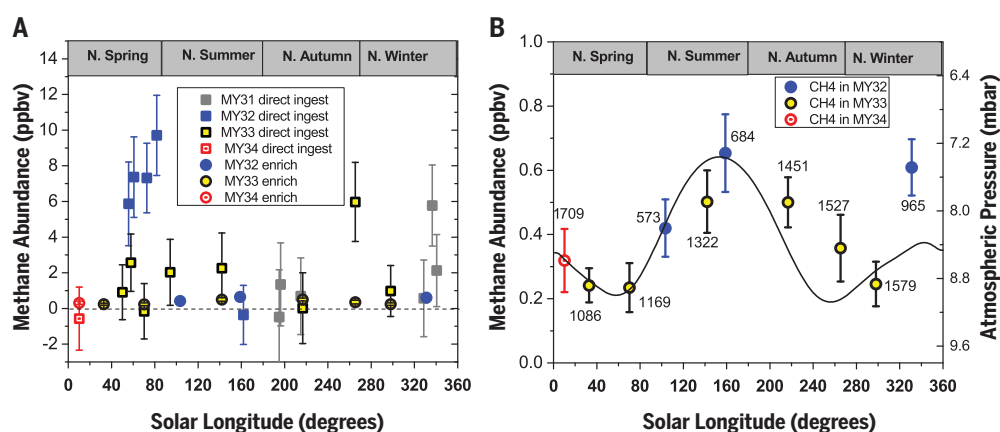 A
N. Spring
N. Summer
N. Autumn
N. Winter
Methane Abundance (ppbv)
14
12
10
8
6
4
2
0
-2
MY31 direct ingest
MY32 direct ingest
MY33 direct ingest
MY34 direct ingest
MY32 enrich
MY33 enrich
MY34 enrich
0 40 80 120 160 200 240 280 320 360
Solar Longitude (degrees)
B
N. Spring
N. Summer
N. Autumn
N. Winter
Methane Abundance (ppbv)
1.0
0.8
0.6
0.4
0.2
0.0
CH4 in MY32
CH4 in MY33
CH4 in MY34
1709
1086
1169
573
1322
684
1451
1527
1579
965
6.4
7.2
8.0
8.8
9.6
Atmospheric Pressure (mbar)
0 40 80 120 160 200 240 280 320 360
Solar Longitude (degrees)